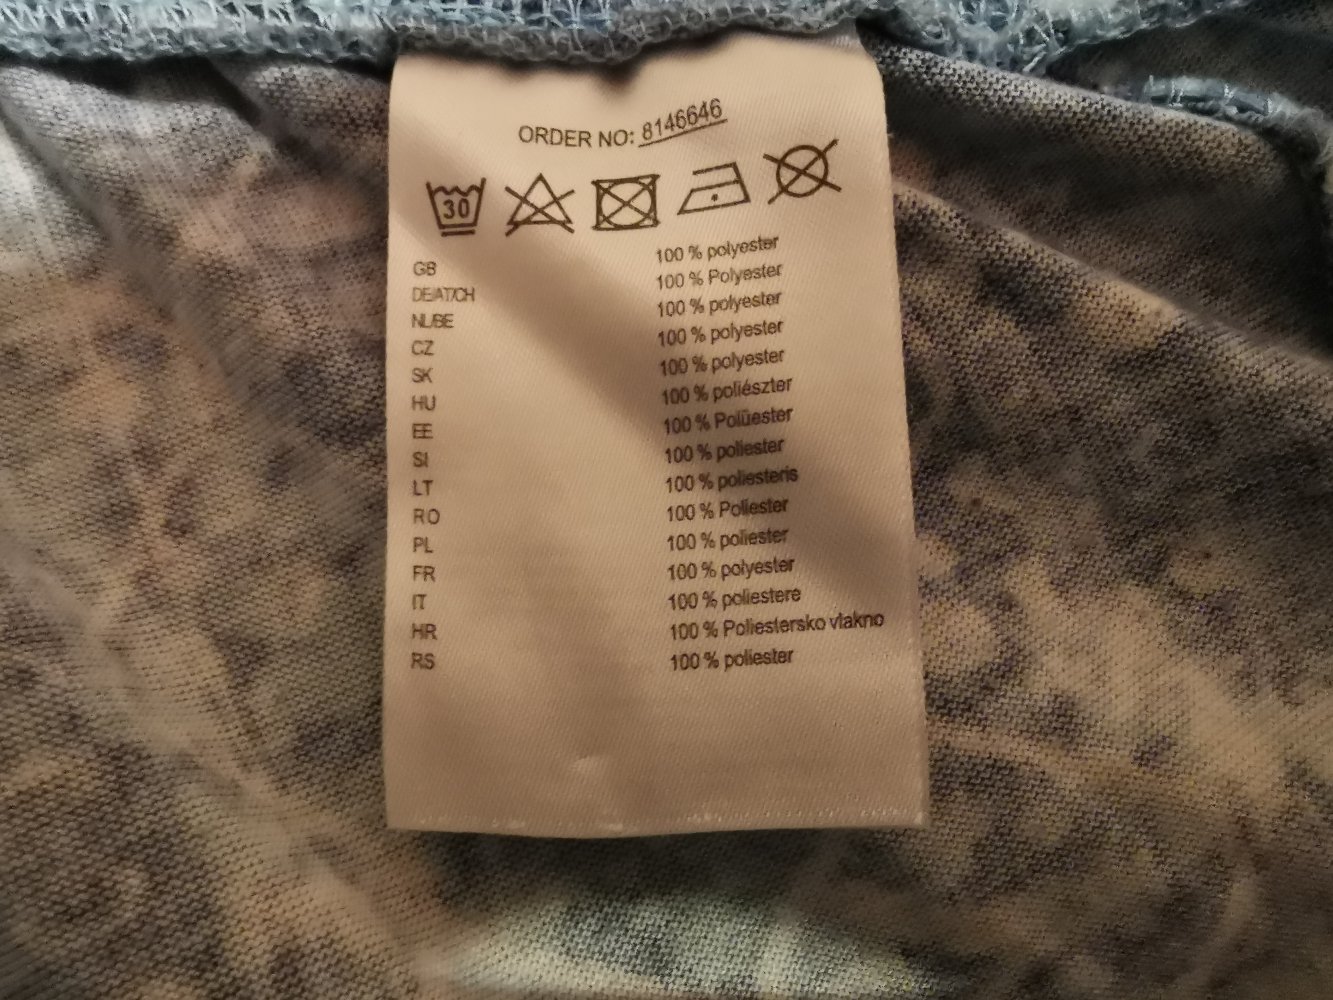 ORDER NO: 8146646
30
GB 100 % polyester
DE/AT/CH 100 % Polyester
NL/BE 100 % polyester
CZ 100 % polyester
SK 100 % polyester
HU 100 % poliészter
EE 100 % Polüester
SI 100 % poliester
LT 100 % poliesteris
RO 100 % Poliester
PL 100 % poliester
FR 100 % polyester
IT 100 % poliestere
HR 100 % Poliestersko vlakno
RS 100 % poliester